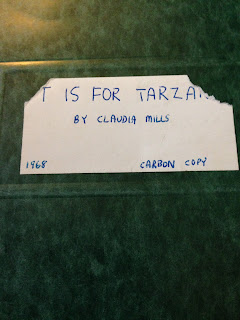 T IS FOR TARZA
BY CLAUDIA MILLS
1968 CARBON COPY